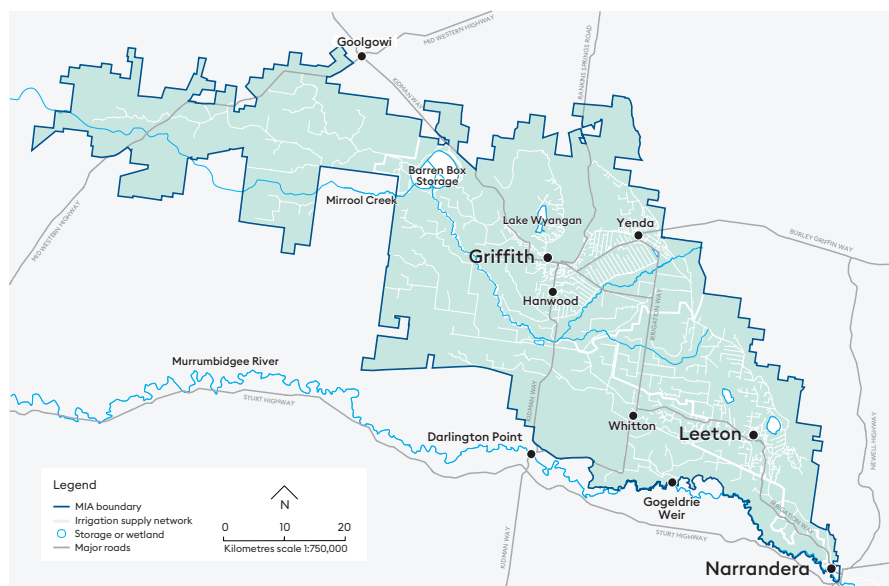 MID WESTERN HIGHWAY
Goolgowi
KIDMAN WAY
RANKINS SPRINGS ROAD
Barren Box
Storage
Mirrool Creek
Lake Wyangan
Yenda
BURLEY GRIFFIN WAY
MID WESTERN HIGHWAY
Griffith
Hanwood
IRRIGATION WAY
Murrumbidgee River
STURT HIGHWAY
KIDMAN WAY
Whitton
Leeton
NEWELL HIGHWAY
Darlington Point
Gogeldrie
Weir
IRRIGATION WAY
STURT HIGHWAY
KIDMAN WAY
Narrandera
Legend
MIA boundary
Irrigation supply network
Storage or wetland
Major roads
N
0 10 20
Kilometres scale 1:750,000